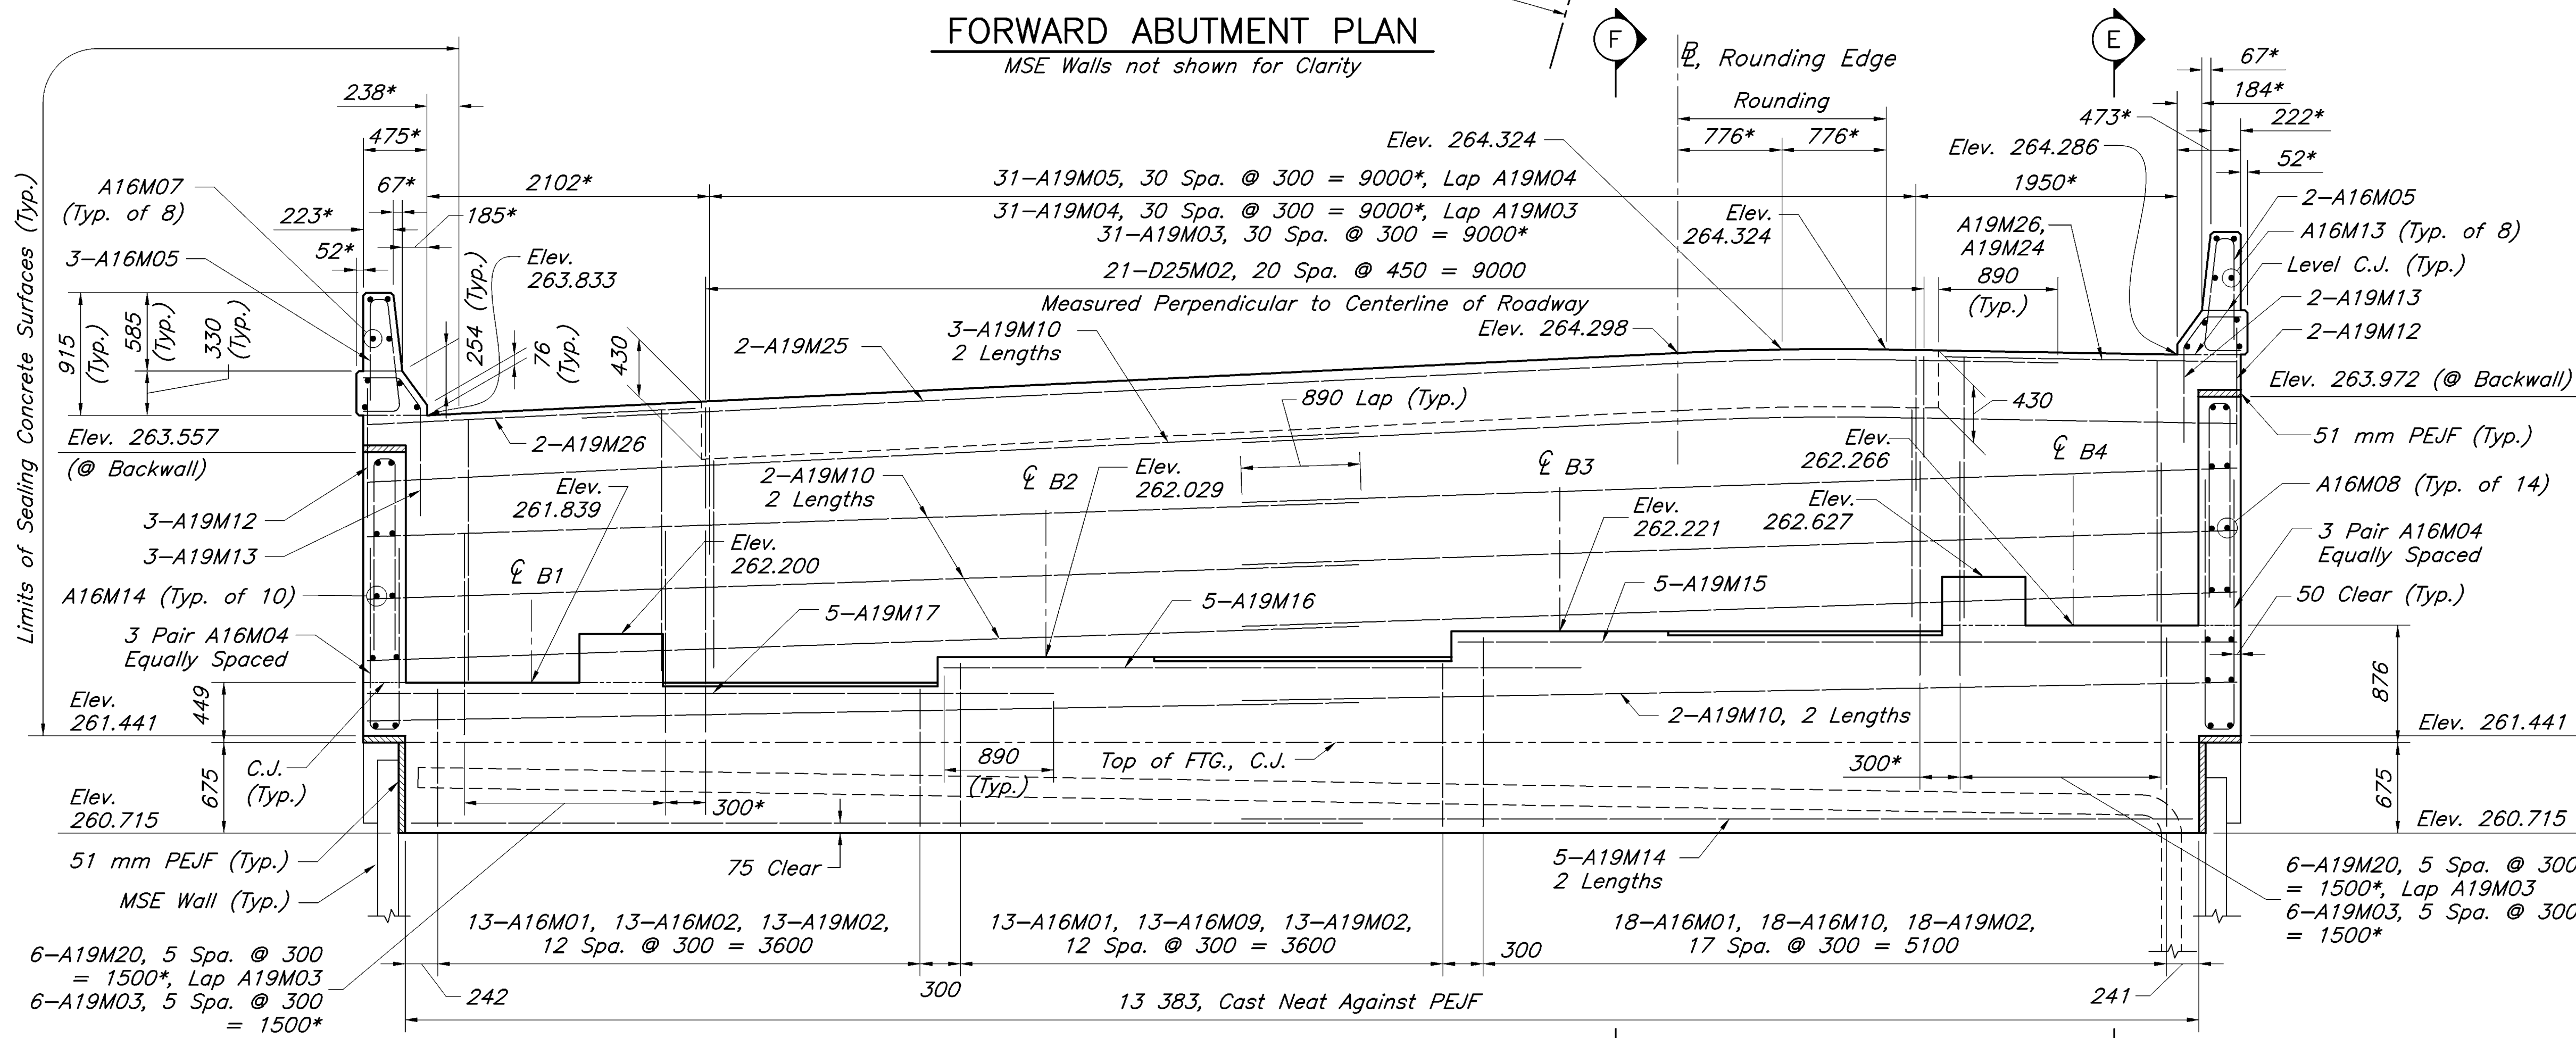 FORWARD ABUTMENT PLAN
MSE Walls not shown for Clarity
F
E
℄, Rounding Edge
Rounding
776*
776*
67*
184*
473*
222*
52*
Elev. 264.324
Elev. 264.286
238*
475*
A16M07
(Typ. of 8)
67*
223*
185*
52*
3-A16M05
2102*
31-A19M05, 30 Spa. @ 300 = 9000*, Lap A19M04
31-A19M04, 30 Spa. @ 300 = 9000*, Lap A19M03
31-A19M03, 30 Spa. @ 300 = 9000*
21-D25M02, 20 Spa. @ 450 = 9000
Measured Perpendicular to Centerline of Roadway
1950*
Elev.
264.324
A19M26,
A19M24
890
(Typ.)
2-A16M05
A16M13 (Typ. of 8)
Level C.J. (Typ.)
2-A19M13
2-A19M12
Elev.
263.833
254 (Typ.)
76
(Typ.)
430
915
(Typ.)
585
(Typ.)
330
(Typ.)
Limits of Sealing Concrete Surfaces (Typ.)
2-A19M25
3-A19M10
2 Lengths
Elev. 264.298
Elev. 263.972 (@ Backwall)
890 Lap (Typ.)
430
51 mm PEJF (Typ.)
Elev. 263.557
(@ Backwall)
2-A19M26
2-A19M10
2 Lengths
℄ B2
Elev.
262.029
℄ B3
Elev.
262.266
℄ B4
A16M08 (Typ. of 14)
3-A19M12
3-A19M13
Elev.
261.839
Elev.
262.200
Elev.
262.221
Elev.
262.627
3 Pair A16M04
Equally Spaced
℄ B1
A16M14 (Typ. of 10)
5-A19M17
5-A19M16
5-A19M15
50 Clear (Typ.)
3 Pair A16M04
Equally Spaced
449
876
Elev.
261.441
2-A19M10, 2 Lengths
Elev. 261.441
C.J.
(Typ.)
675
890
(Typ.)
Top of FTG., C.J.
300*
300*
675
Elev.
260.715
Elev. 260.715
51 mm PEJF (Typ.)
75 Clear
5-A19M14
2 Lengths
MSE Wall (Typ.)
6-A19M20, 5 Spa. @ 300
= 1500*, Lap A19M03
6-A19M03, 5 Spa. @ 300
= 1500*
13-A16M01, 13-A16M02, 13-A19M02,
12 Spa. @ 300 = 3600
13-A16M01, 13-A16M09, 13-A19M02,
12 Spa. @ 300 = 3600
18-A16M01, 18-A16M10, 18-A19M02,
17 Spa. @ 300 = 5100
6-A19M20, 5 Spa. @ 300
= 1500*, Lap A19M03
6-A19M03, 5 Spa. @ 300
= 1500*
242
300
300
241
13 383, Cast Neat Against PEJF